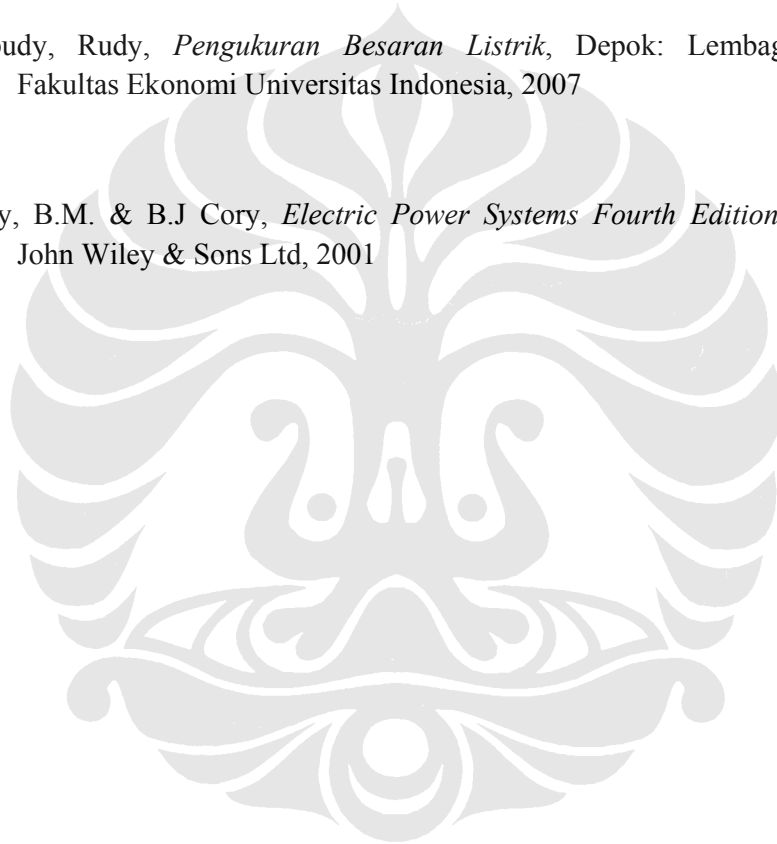 udy, Rudy, Pengukuran Besaran Listrik, Depok: Lembag
Fakultas Ekonomi Universitas Indonesia, 2007
y, B.M. & B.J Cory, Electric Power Systems Fourth Edition
John Wiley & Sons Ltd, 2001